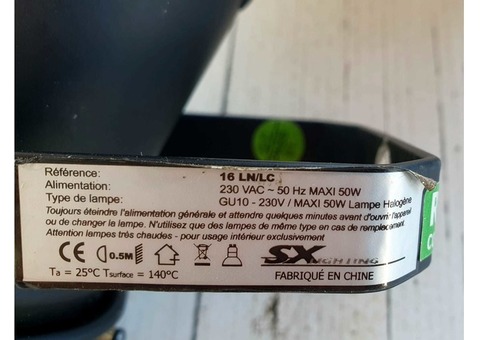 Référence: 16 LN/LC
Alimentation: 230 VAC ~ 50 Hz MAXI 50W
Type de lampe: GU10 - 230V / MAXI 50W Lampe Halogène
Toujours éteindre l'alimentation générale et attendre quelques minutes avant d'ouvrir l'appareil
ou de changer la lampe. N'utilisez que des lampes de même type en cas de remplacement.
Attention lampes très chaudes - pour usage intérieur exclusivement
CE 0.5M SX LIGHTING
Ta = 25°C Tsurface = 140°C FABRIQUÉ EN CHINE